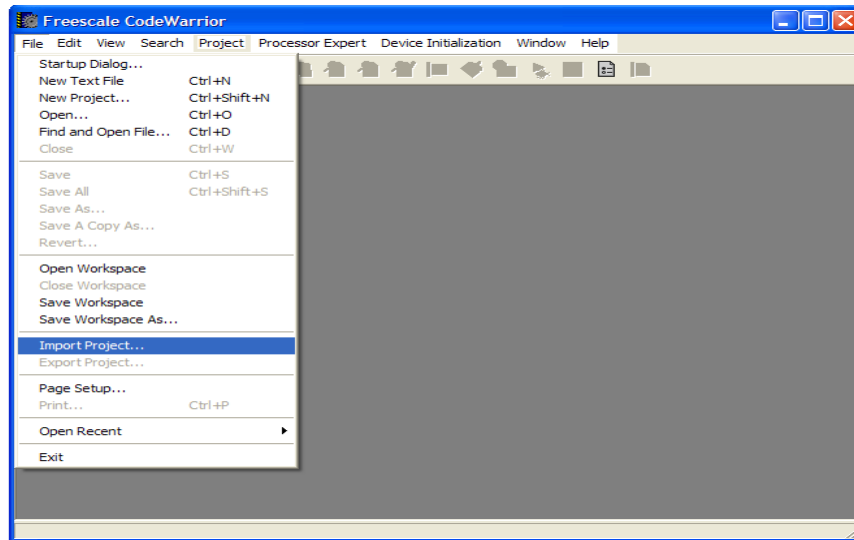 Freescale CodeWarrior
File Edit View Search Project Processor Expert Device Initialization Window Help
Startup Dialog...
New Text File Ctrl+N
New Project... Ctrl+Shift+N
Open... Ctrl+O
Find and Open File... Ctrl+D
Close Ctrl+W
Save Ctrl+S
Save All Ctrl+Shift+S
Save As...
Save A Copy As...
Revert...
Open Workspace
Close Workspace
Save Workspace
Save Workspace As...
Import Project...
Export Project...
Page Setup...
Print... Ctrl+P
Open Recent
Exit